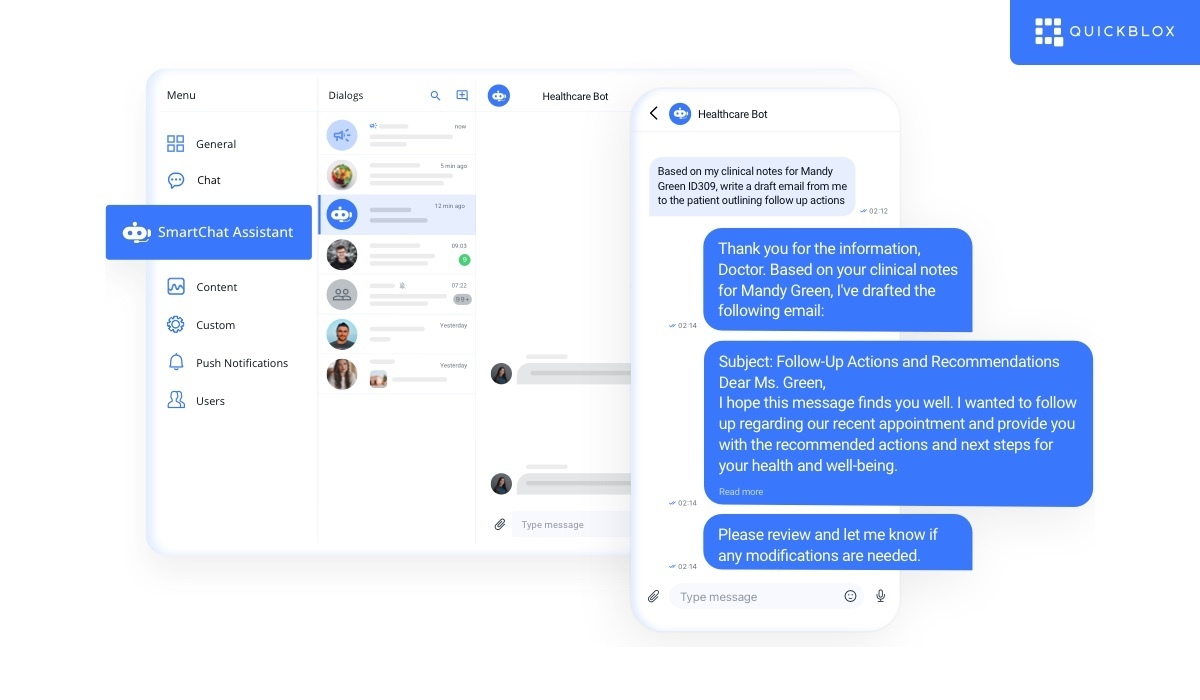 QUICKBLOX
Menu
General
Chat
SmartChat Assistant
Content
Custom
Push Notifications
Users
Dialogs
now
5 min ago
12 min ago
09:03
9
07:22
99+
Yesterday
Yesterday
Healthcare Bot
Type message
Healthcare Bot
Based on my clinical notes for Mandy
Green ID309, write a draft email from me
to the patient outlining follow up actions
02:12
Thank you for the information,
Doctor. Based on your clinical notes
for Mandy Green, I've drafted the
following email:
02:14
Subject: Follow-Up Actions and Recommendations
Dear Ms. Green,
I hope this message finds you well. I wanted to follow
up regarding our recent appointment and provide you
with the recommended actions and next steps for
your health and well-being.
Read more
02:14
Please review and let me know if
any modifications are needed.
02:14
Type message